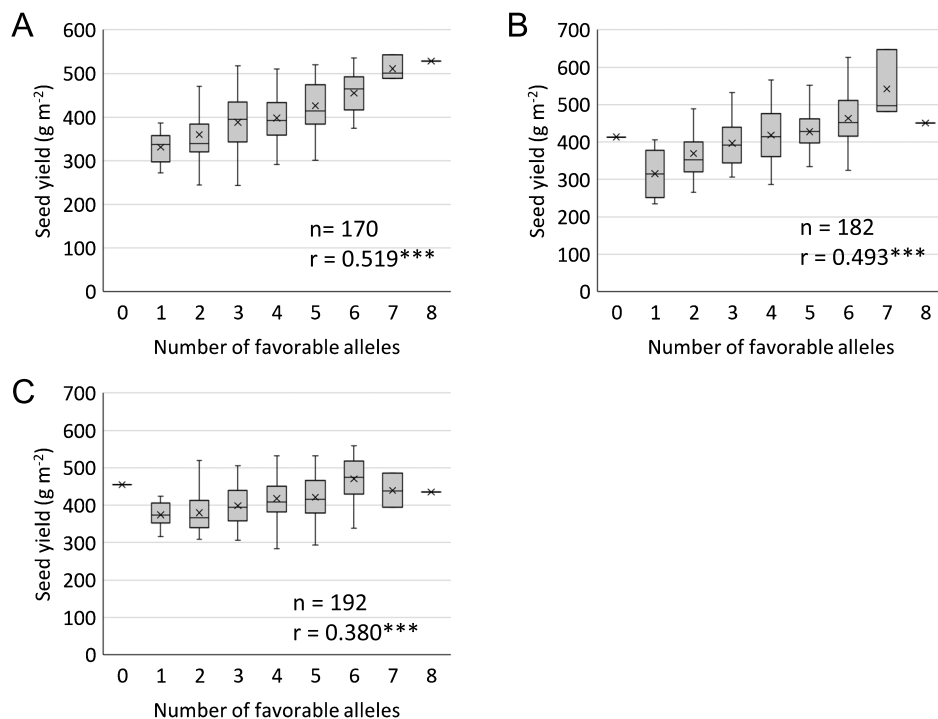 A
600
500
400
300
200
100
0
Seed yield (g m⁻²)
0 1 2 3 4 5 6 7 8
Number of favorable alleles
n= 170
r = 0.519***
B
700
600
500
400
300
200
100
0
Seed yield (g m⁻²)
0 1 2 3 4 5 6 7 8
Number of favorable alleles
n = 182
r = 0.493***
C
700
600
500
400
300
200
100
0
Seed yield (g m⁻²)
0 1 2 3 4 5 6 7 8
Number of favorable alleles
n = 192
r = 0.380***